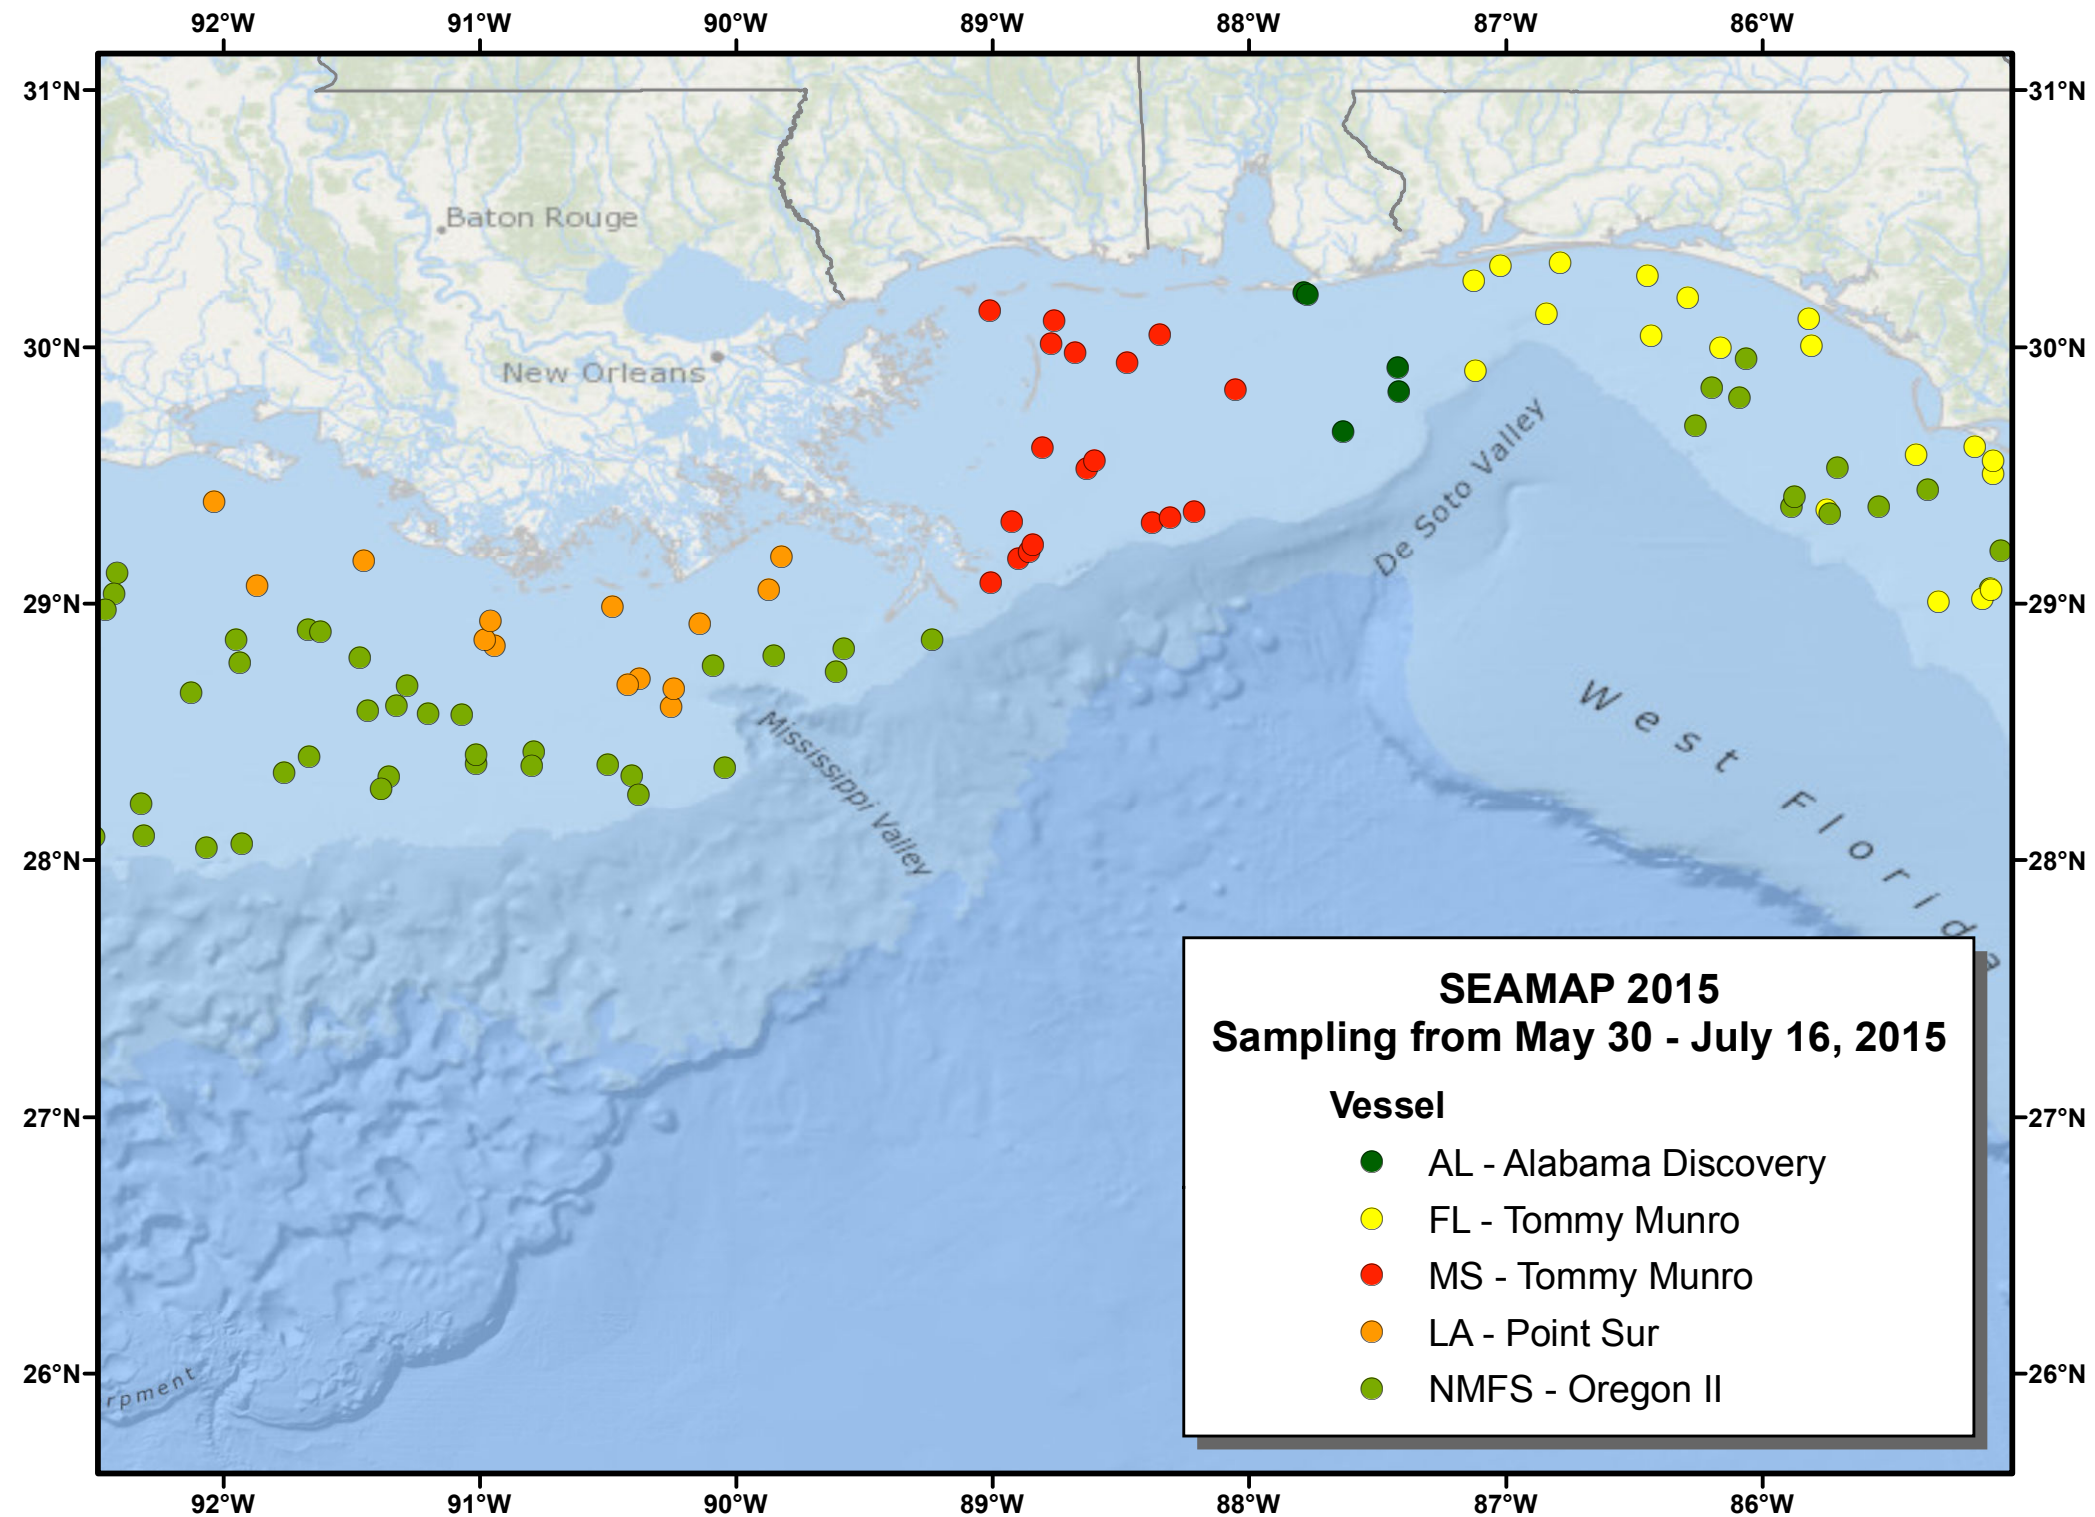 92°W 91°W 90°W 89°W 88°W 87°W 86°W
31°N 31°N
Baton Rouge
30°N 30°N
New Orleans
De Soto Valley
29°N 29°N
West Florida
Mississippi Valley
28°N 28°N
SEAMAP 2015
Sampling from May 30 - July 16, 2015
Vessel
27°N 27°N
AL - Alabama Discovery
FL - Tommy Munro
MS - Tommy Munro
LA - Point Sur
26°N 26°N
rpment
NMFS - Oregon II
92°W 91°W 90°W 89°W 88°W 87°W 86°W